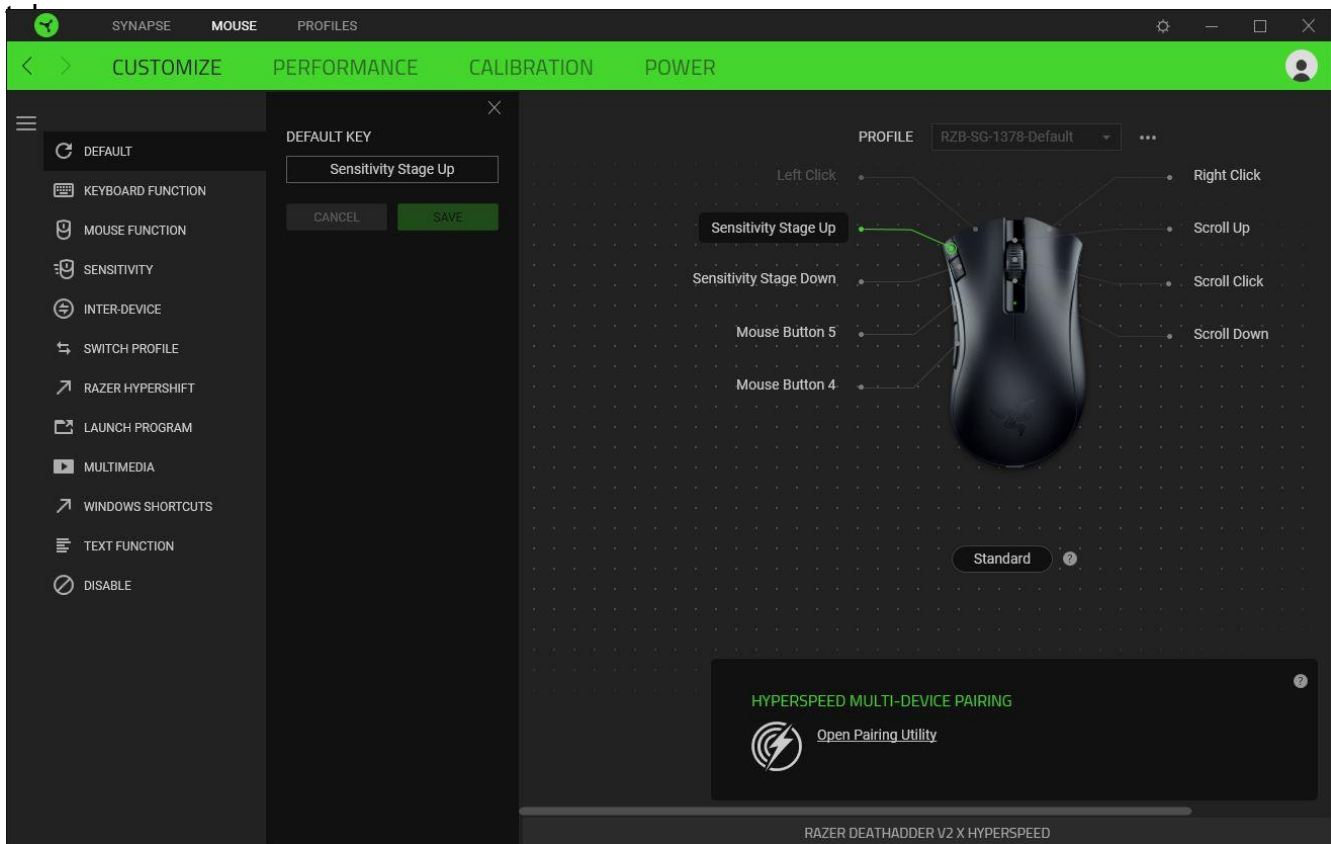 SYNAPSE MOUSE PROFILES
CUSTOMIZE PERFORMANCE CALIBRATION POWER
DEFAULT
KEYBOARD FUNCTION
MOUSE FUNCTION
SENSITIVITY
INTER-DEVICE
SWITCH PROFILE
RAZER HYPERSHIFT
LAUNCH PROGRAM
MULTIMEDIA
WINDOWS SHORTCUTS
TEXT FUNCTION
DISABLE
DEFAULT KEY
Sensitivity Stage Up
CANCEL SAVE
PROFILE RZB-SG-1378-Default
Left Click
Sensitivity Stage Up
Sensitivity Stage Down
Mouse Button 5
Mouse Button 4
Right Click
Scroll Up
Scroll Click
Scroll Down
Standard ?
HYPERSPEED MULTI-DEVICE PAIRING ?
Open Pairing Utility
RAZER DEATHADDER V2 X HYPERSPEED